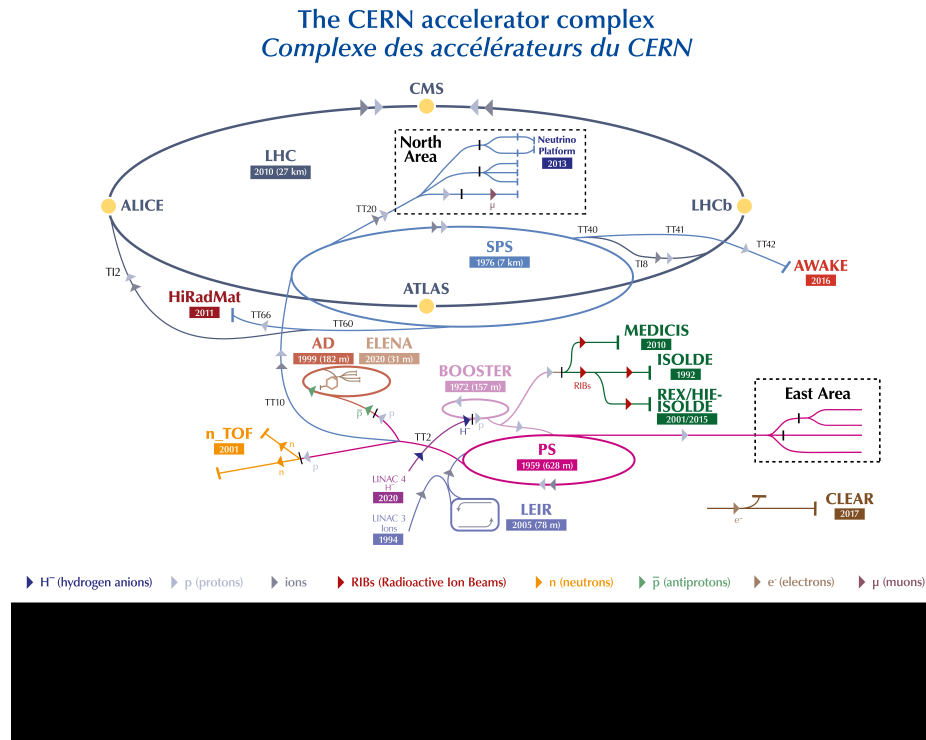 The CERN accelerator complex
Complexe des accélérateurs du CERN
CMS
North
Area
Neutrino
Platform
2013
LHC
2010 (27 km)
μ
ALICE
LHCb
TT20
TT40
TT41
TT42
SPS
1976 (7 km)
TI2
TI8
AWAKE
2016
ATLAS
HiRadMat
2011
TT66
TT60
MEDICIS
2010
AD
1999 (182 m)
ELENA
2020 (31 m)
ISOLDE
1992
BOOSTER
1972 (157 m)
RIBs
REX/HIE-
ISOLDE
2001/2015
East Area
TT10
p̅
p
H⁻
p
n_TOF
2001
n
n
p
TT2
PS
1959 (628 m)
LINAC 4
H⁻
2020
LINAC 3
Ions
1994
LEIR
2005 (78 m)
CLEAR
2017
e⁻
H⁻ (hydrogen anions)
p (protons)
ions
RIBs (Radioactive Ion Beams)
n (neutrons)
p̅ (antiprotons)
e⁻ (electrons)
μ (muons)